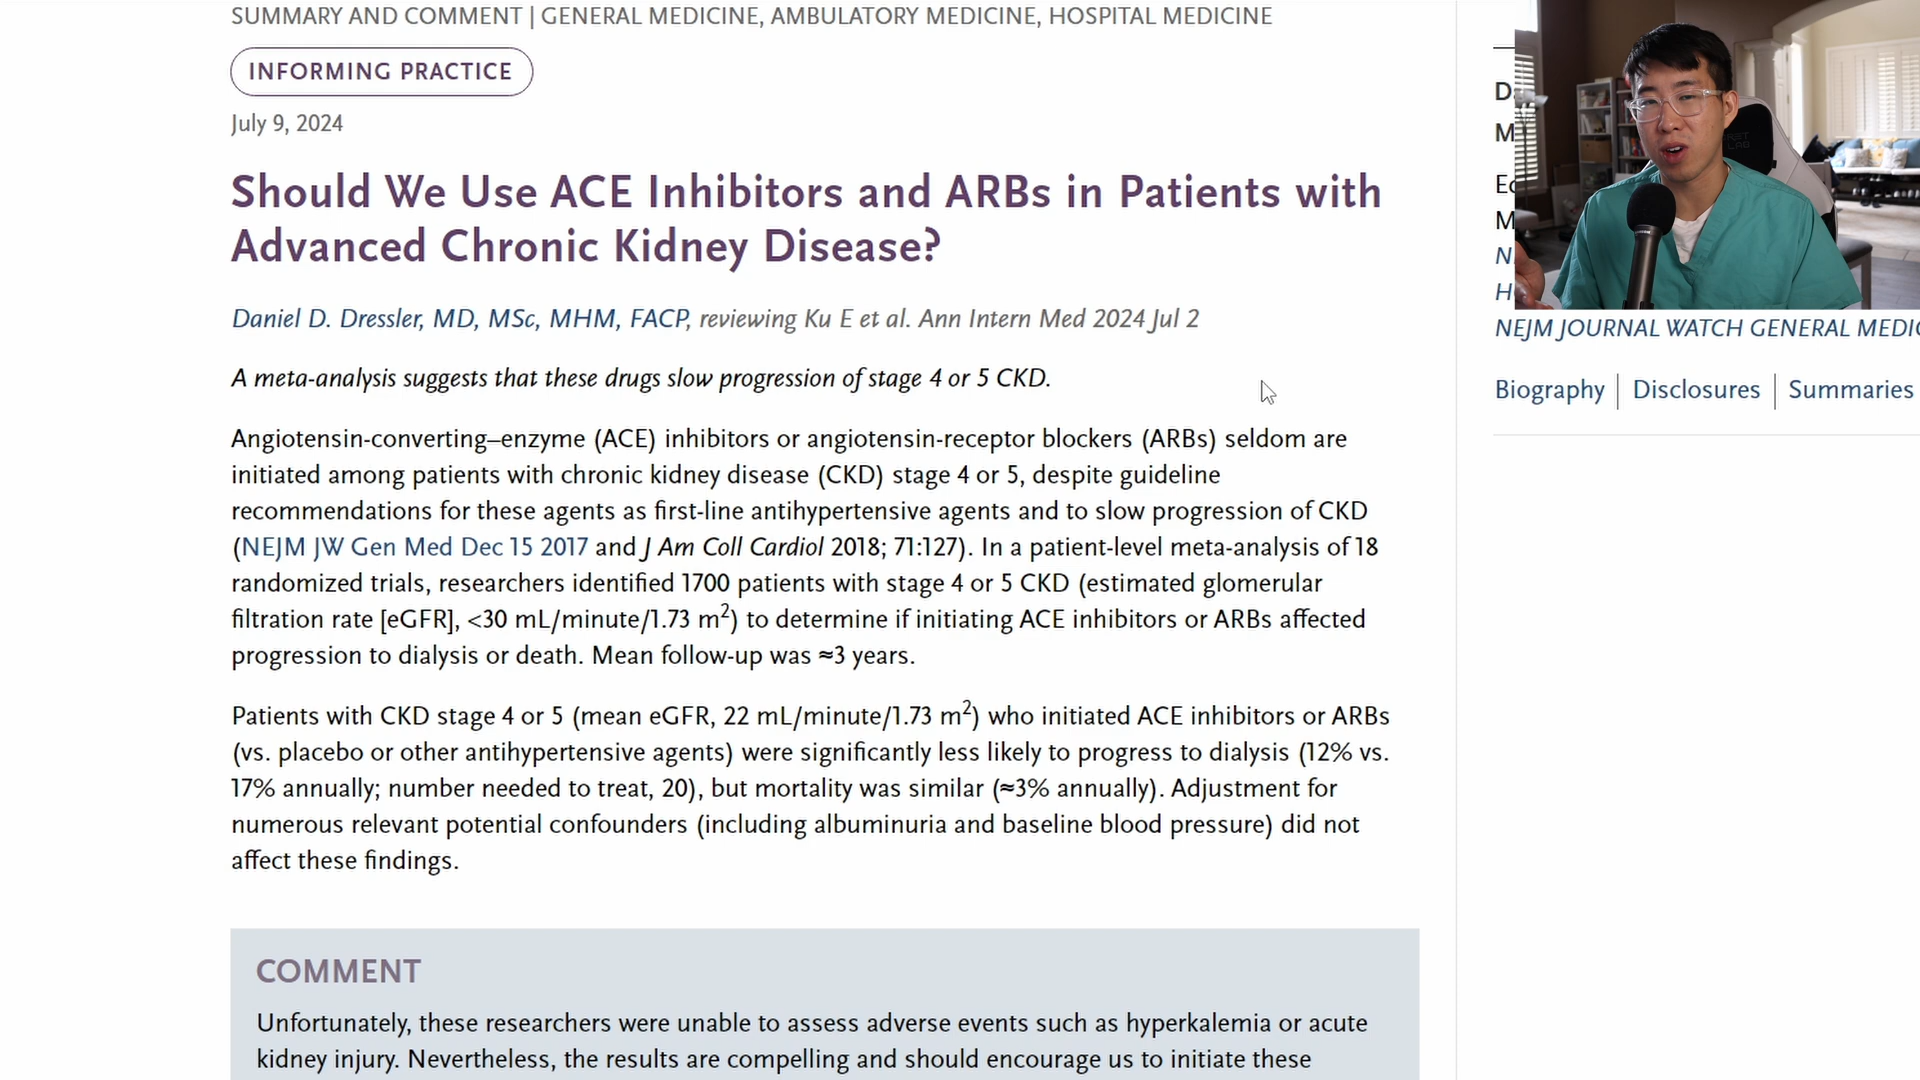 SUMMARY AND COMMENT | GENERAL MEDICINE, AMBULATORY MEDICINE, HOSPITAL MEDICINE
INFORMING PRACTICE
July 9, 2024
Should We Use ACE Inhibitors and ARBs in Patients with
Advanced Chronic Kidney Disease?
Daniel D. Dressler, MD, MSc, MHM, FACP, reviewing Ku E et al. Ann Intern Med 2024 Jul 2
A meta-analysis suggests that these drugs slow progression of stage 4 or 5 CKD.
Angiotensin-converting–enzyme (ACE) inhibitors or angiotensin-receptor blockers (ARBs) seldom are
initiated among patients with chronic kidney disease (CKD) stage 4 or 5, despite guideline
recommendations for these agents as first-line antihypertensive agents and to slow progression of CKD
(NEJM JW Gen Med Dec 15 2017 and J Am Coll Cardiol 2018; 71:127). In a patient-level meta-analysis of 18
randomized trials, researchers identified 1700 patients with stage 4 or 5 CKD (estimated glomerular
filtration rate [eGFR], <30 mL/minute/1.73 m²) to determine if initiating ACE inhibitors or ARBs affected
progression to dialysis or death. Mean follow-up was ≈3 years.
Patients with CKD stage 4 or 5 (mean eGFR, 22 mL/minute/1.73 m²) who initiated ACE inhibitors or ARBs
(vs. placebo or other antihypertensive agents) were significantly less likely to progress to dialysis (12% vs.
17% annually; number needed to treat, 20), but mortality was similar (≈3% annually). Adjustment for
numerous relevant potential confounders (including albuminuria and baseline blood pressure) did not
affect these findings.
COMMENT
Unfortunately, these researchers were unable to assess adverse events such as hyperkalemia or acute
kidney injury. Nevertheless, the results are compelling and should encourage us to initiate these
NEJM JOURNAL WATCH GENERAL MEDI
Biography | Disclosures | Summaries